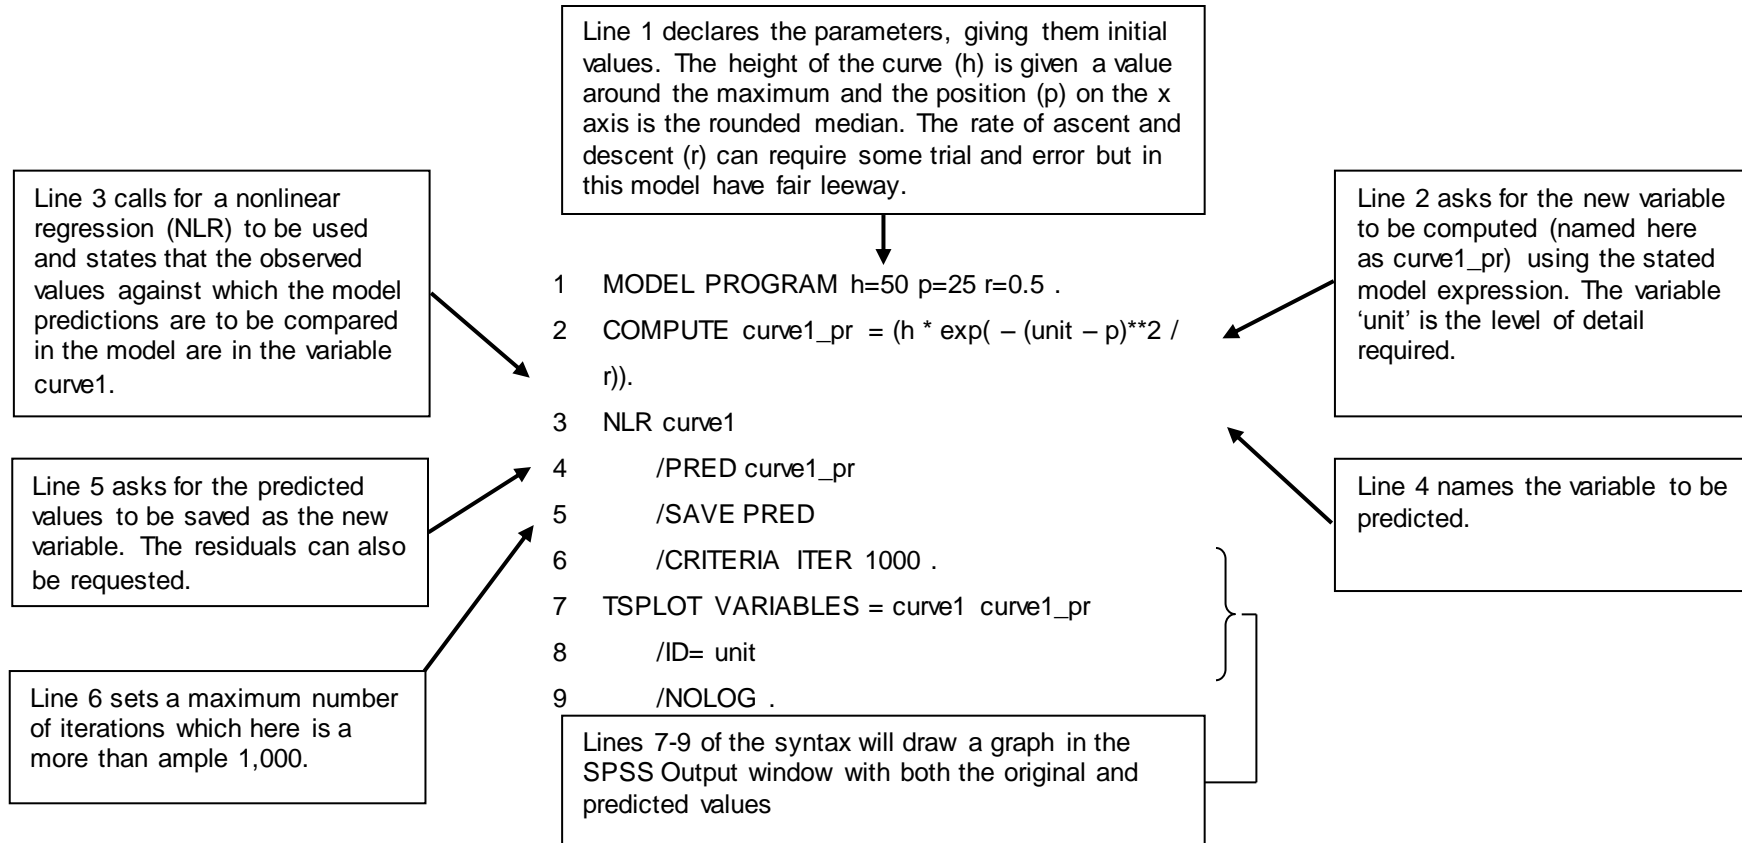 Line 1 declares the parameters, giving them initial
values. The height of the curve (h) is given a value
around the maximum and the position (p) on the x
axis is the rounded median. The rate of ascent and
descent (r) can require some trial and error but in
this model have fair leeway.
Line 3 calls for a nonlinear
regression (NLR) to be used
and states that the observed
values against which the model
predictions are to be compared
in the model are in the variable
curve1.
Line 2 asks for the new variable
to be computed (named here
as curve1_pr) using the stated
model expression. The variable
‘unit’ is the level of detail
required.
1 MODEL PROGRAM h=50 p=25 r=0.5 .
2 COMPUTE curve1_pr = (h * exp( – (unit – p)**2 /
r)).
3 NLR curve1
4 /PRED curve1_pr
5 /SAVE PRED
6 /CRITERIA ITER 1000 .
7 TSPLOT VARIABLES = curve1 curve1_pr
8 /ID= unit
9 /NOLOG .
Line 5 asks for the predicted
values to be saved as the new
variable. The residuals can also
be requested.
Line 4 names the variable to be
predicted.
Line 6 sets a maximum number
of iterations which here is a
more than ample 1,000.
Lines 7-9 of the syntax will draw a graph in the
SPSS Output window with both the original and
predicted values